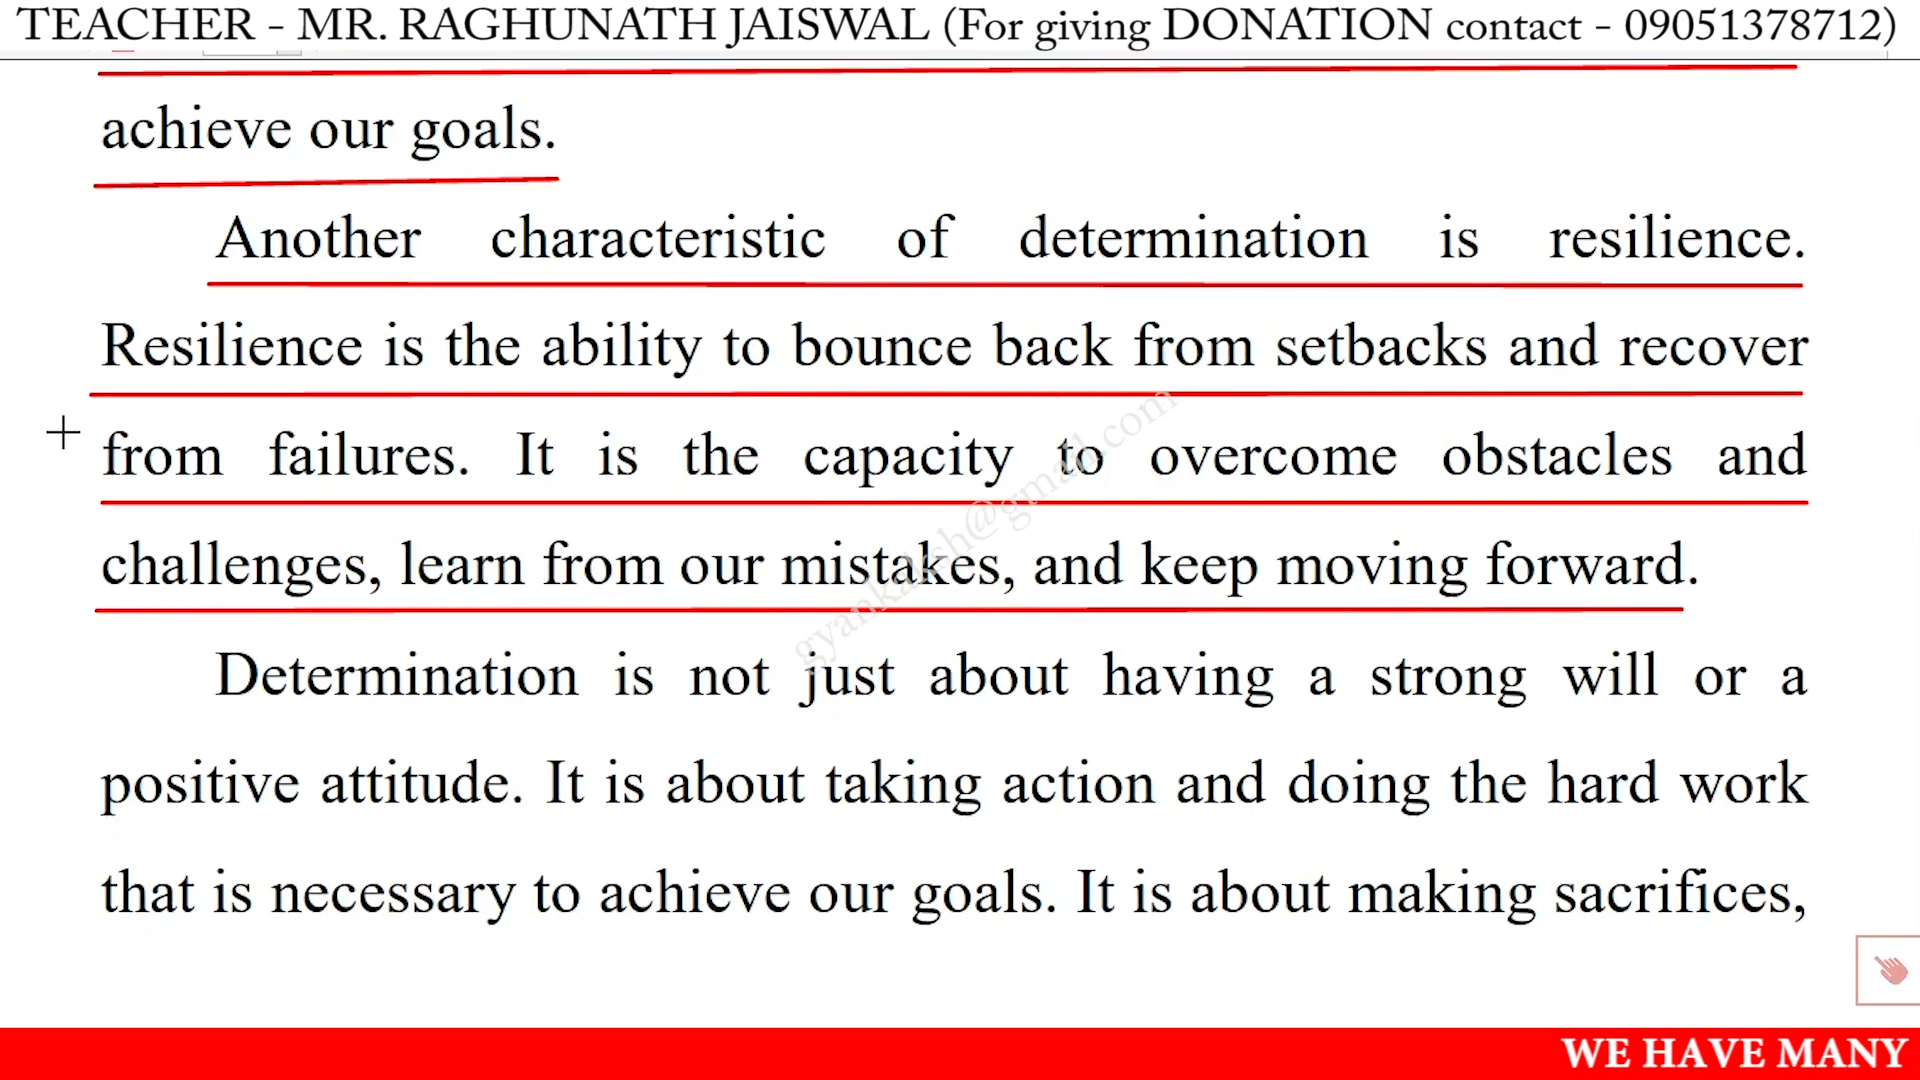 TEACHER - MR. RAGHUNATH JAISWAL (For giving DONATION contact - 09051378712)
achieve our goals.
Another characteristic of determination is resilience.
Resilience is the ability to bounce back from setbacks and recover
from failures. It is the capacity to overcome obstacles and
challenges, learn from our mistakes, and keep moving forward.
gyankaksh@gmail.com
Determination is not just about having a strong will or a
positive attitude. It is about taking action and doing the hard work
that is necessary to achieve our goals. It is about making sacrifices,
WE HAVE MANY